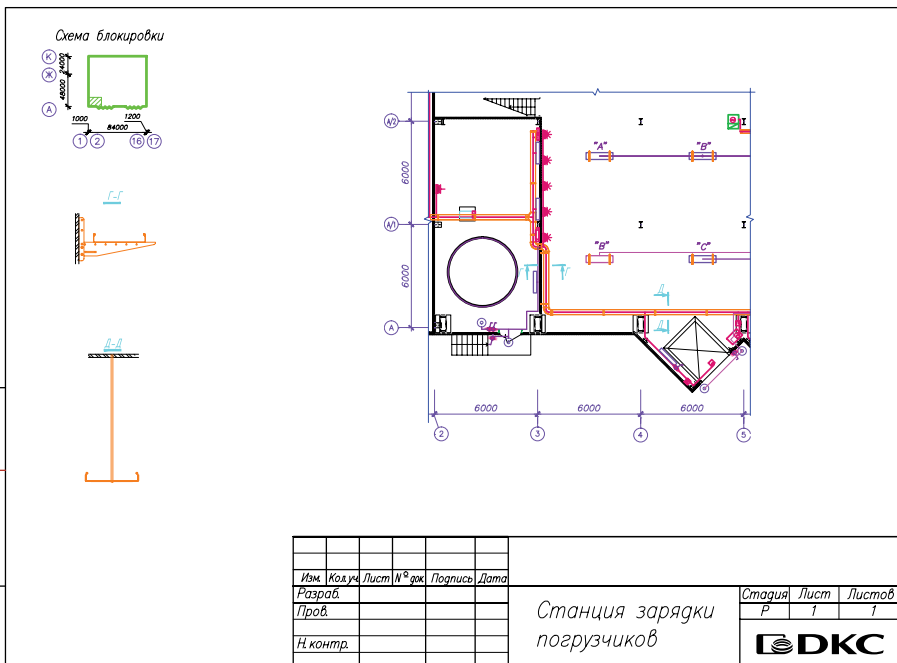 Схема блокировки
К
24000
Ж
48000
А
1000
1200
84000
1 2 16 17
Г-Г
Д-Д
А/2
6000
А/1
6000
А
"А" "В"
"В" "С"
Г Г
Д
Д
6000 6000 6000
2 3 4 5
Изм. Кол.уч Лист №док Подпись Дата
Разраб.
Пров.
Н.контр.
Станция зарядки
погрузчиков
Стадия Лист Листов
Р 1 1
DKC